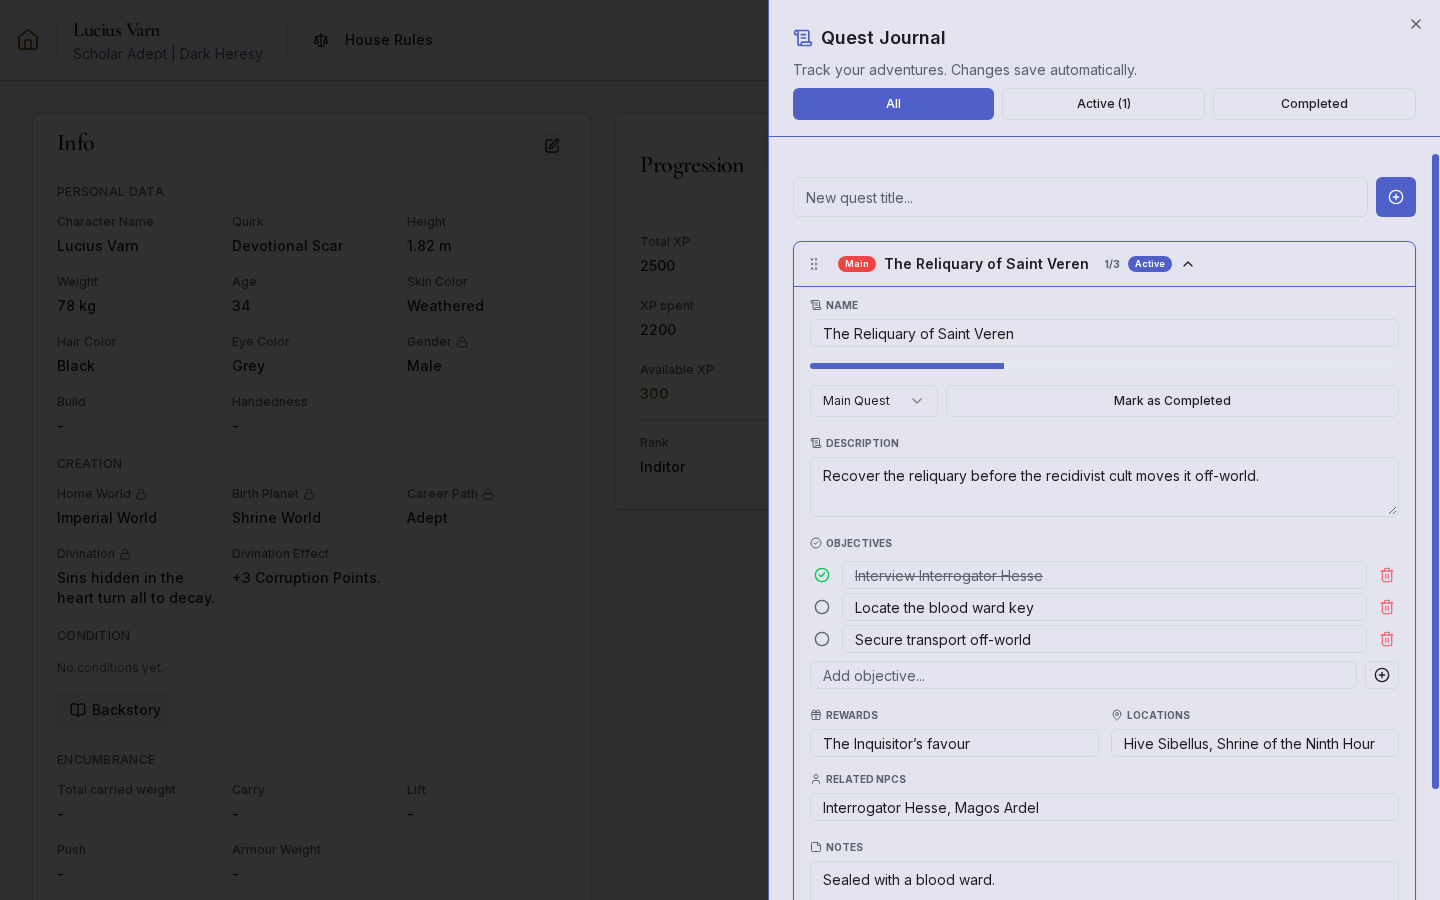 Lucius Varn
Scholar Adept | Dark Heresy
House Rules
Info
PERSONAL DATA
Character Name
Quirk
Height
Lucius Varn
Devotional Scar
1.82 m
Weight
Age
Skin Color
78 kg
34
Weathered
Hair Color
Eye Color
Gender
Black
Grey
Male
Build
Handedness
-
-
CREATION
Home World
Birth Planet
Career Path
Imperial World
Shrine World
Adept
Divination
Divination Effect
Sins hidden in the
heart turn all to decay.
+3 Corruption Points.
CONDITION
No conditions yet.
Backstory
ENCUMBRANCE
Total carried weight
Carry
Lift
-
-
-
Push
Armour Weight
-
-
Progression
Total XP
2500
XP spent
2200
Available XP
300
Rank
Inditor
Quest Journal
Track your adventures. Changes save automatically.
All
Active (1)
Completed
New quest title...
Main
The Reliquary of Saint Veren
1/3
Active
NAME
The Reliquary of Saint Veren
Main Quest
Mark as Completed
DESCRIPTION
Recover the reliquary before the recidivist cult moves it off-world.
OBJECTIVES
Interview Interrogator Hesse
Locate the blood ward key
Secure transport off-world
Add objective...
REWARDS
LOCATIONS
The Inquisitor’s favour
Hive Sibellus, Shrine of the Ninth Hour
RELATED NPCS
Interrogator Hesse, Magos Ardel
NOTES
Sealed with a blood ward.